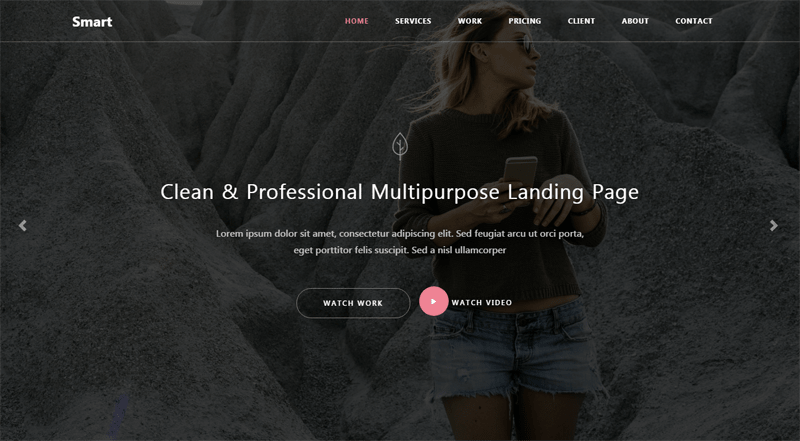 Smart
HOME SERVICES WORK PRICING CLIENT ABOUT CONTACT
Clean & Professional Multipurpose Landing Page
Lorem ipsum dolor sit amet, consectetur adipiscing elit. Sed feugiat arcu ut orci porta,
eget porttitor felis suscipit. Sed a nisl ullamcorper
WATCH WORK WATCH VIDEO